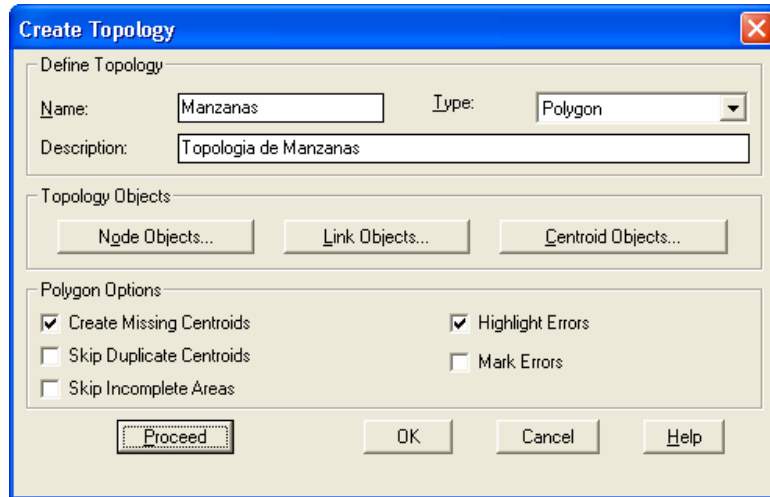 Create Topology
Define Topology
Name: Manzanas Type: Polygon
Description: Topologia de Manzanas
Topology Objects
Node Objects... Link Objects... Centroid Objects...
Polygon Options
Create Missing Centroids Highlight Errors
Skip Duplicate Centroids Mark Errors
Skip Incomplete Areas
Proceed OK Cancel Help